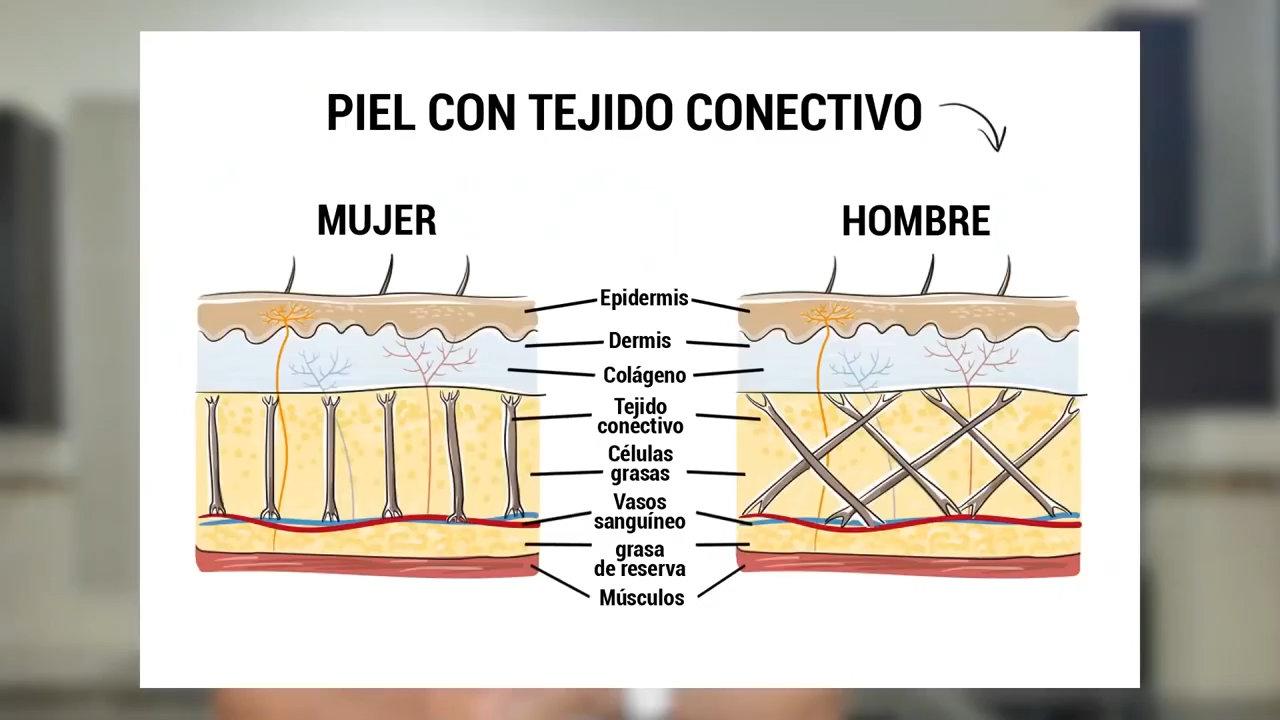 PIEL CON TEJIDO CONECTIVO
MUJER
HOMBRE
Epidermis
Dermis
Colágeno
Tejido
conectivo
Células
grasas
Vasos
sanguíneo
grasa
de reserva
Músculos